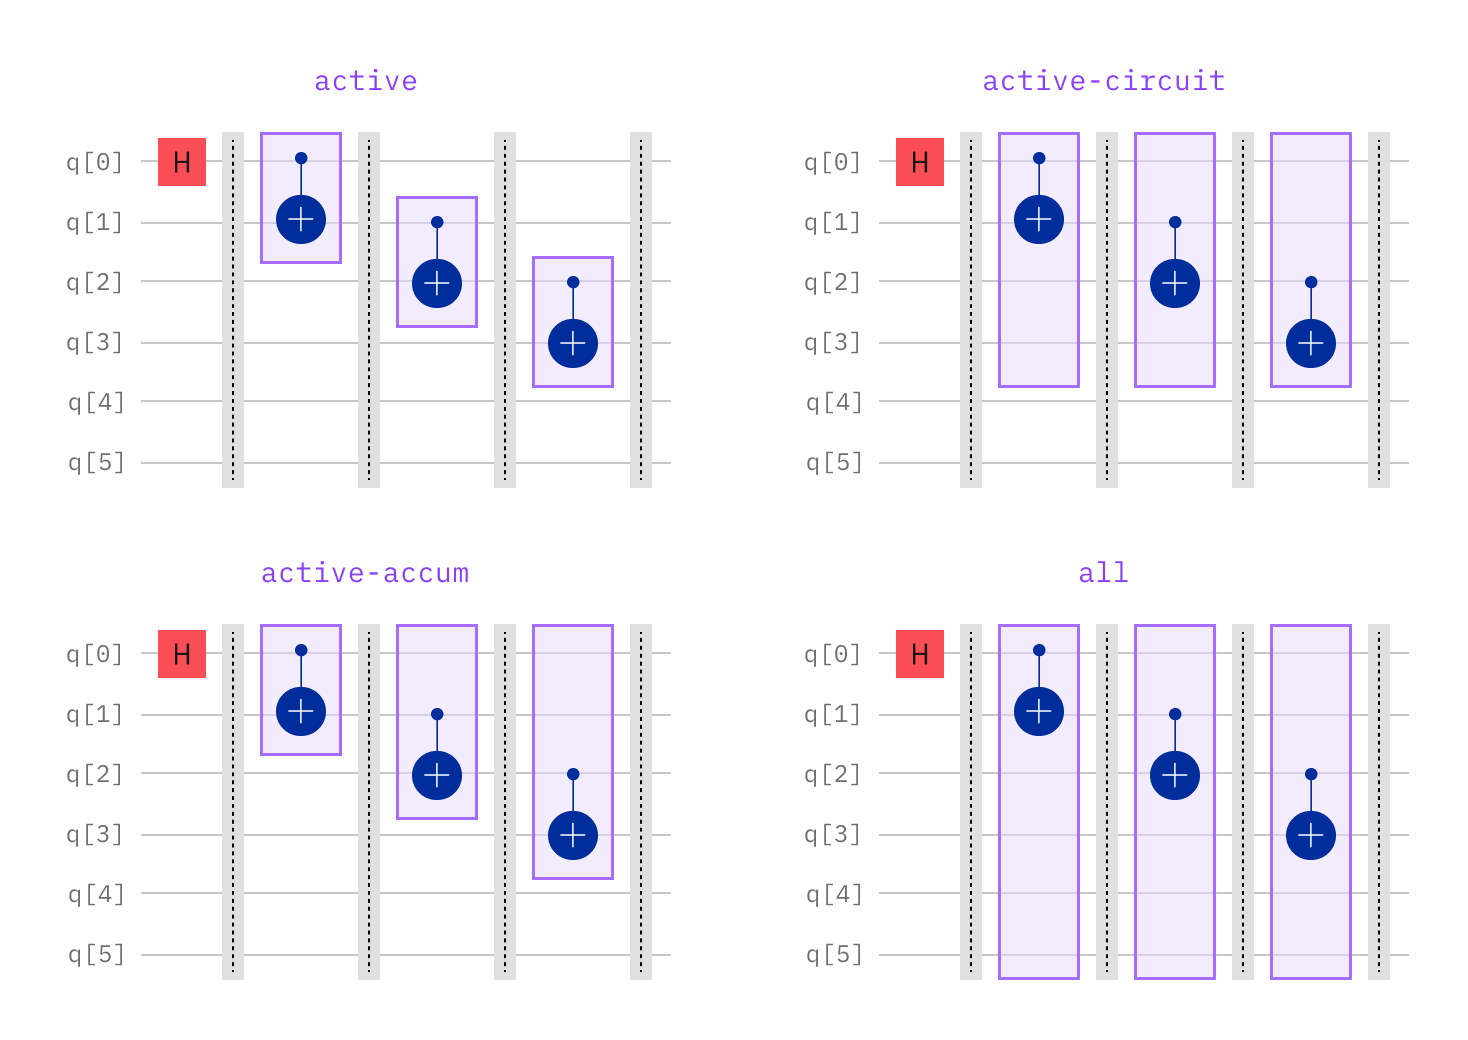 active
q[0] H
q[1]
q[2]
q[3]
q[4]
q[5]
active-circuit
q[0] H
q[1]
q[2]
q[3]
q[4]
q[5]
active-accum
q[0] H
q[1]
q[2]
q[3]
q[4]
q[5]
all
q[0] H
q[1]
q[2]
q[3]
q[4]
q[5]